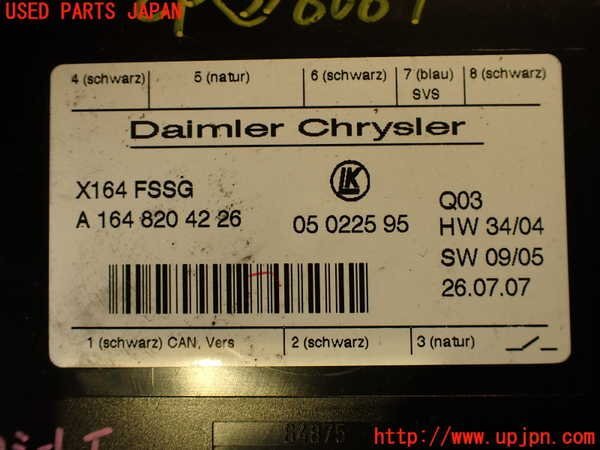 USED PARTS JAPAN
4 (schwarz) 5 (natur) 6 (schwarz) 7 (blau) 8 (schwarz)
SVS
Daimler Chrysler
X164 FSSG
LK
Q03
A 164 820 42 26
05 0225 95
HW 34/04
SW 09/05
26.07.07
1 (schwarz) CAN, Vers 2 (schwarz) 3 (natur)
84875
http://www.upjpn.com